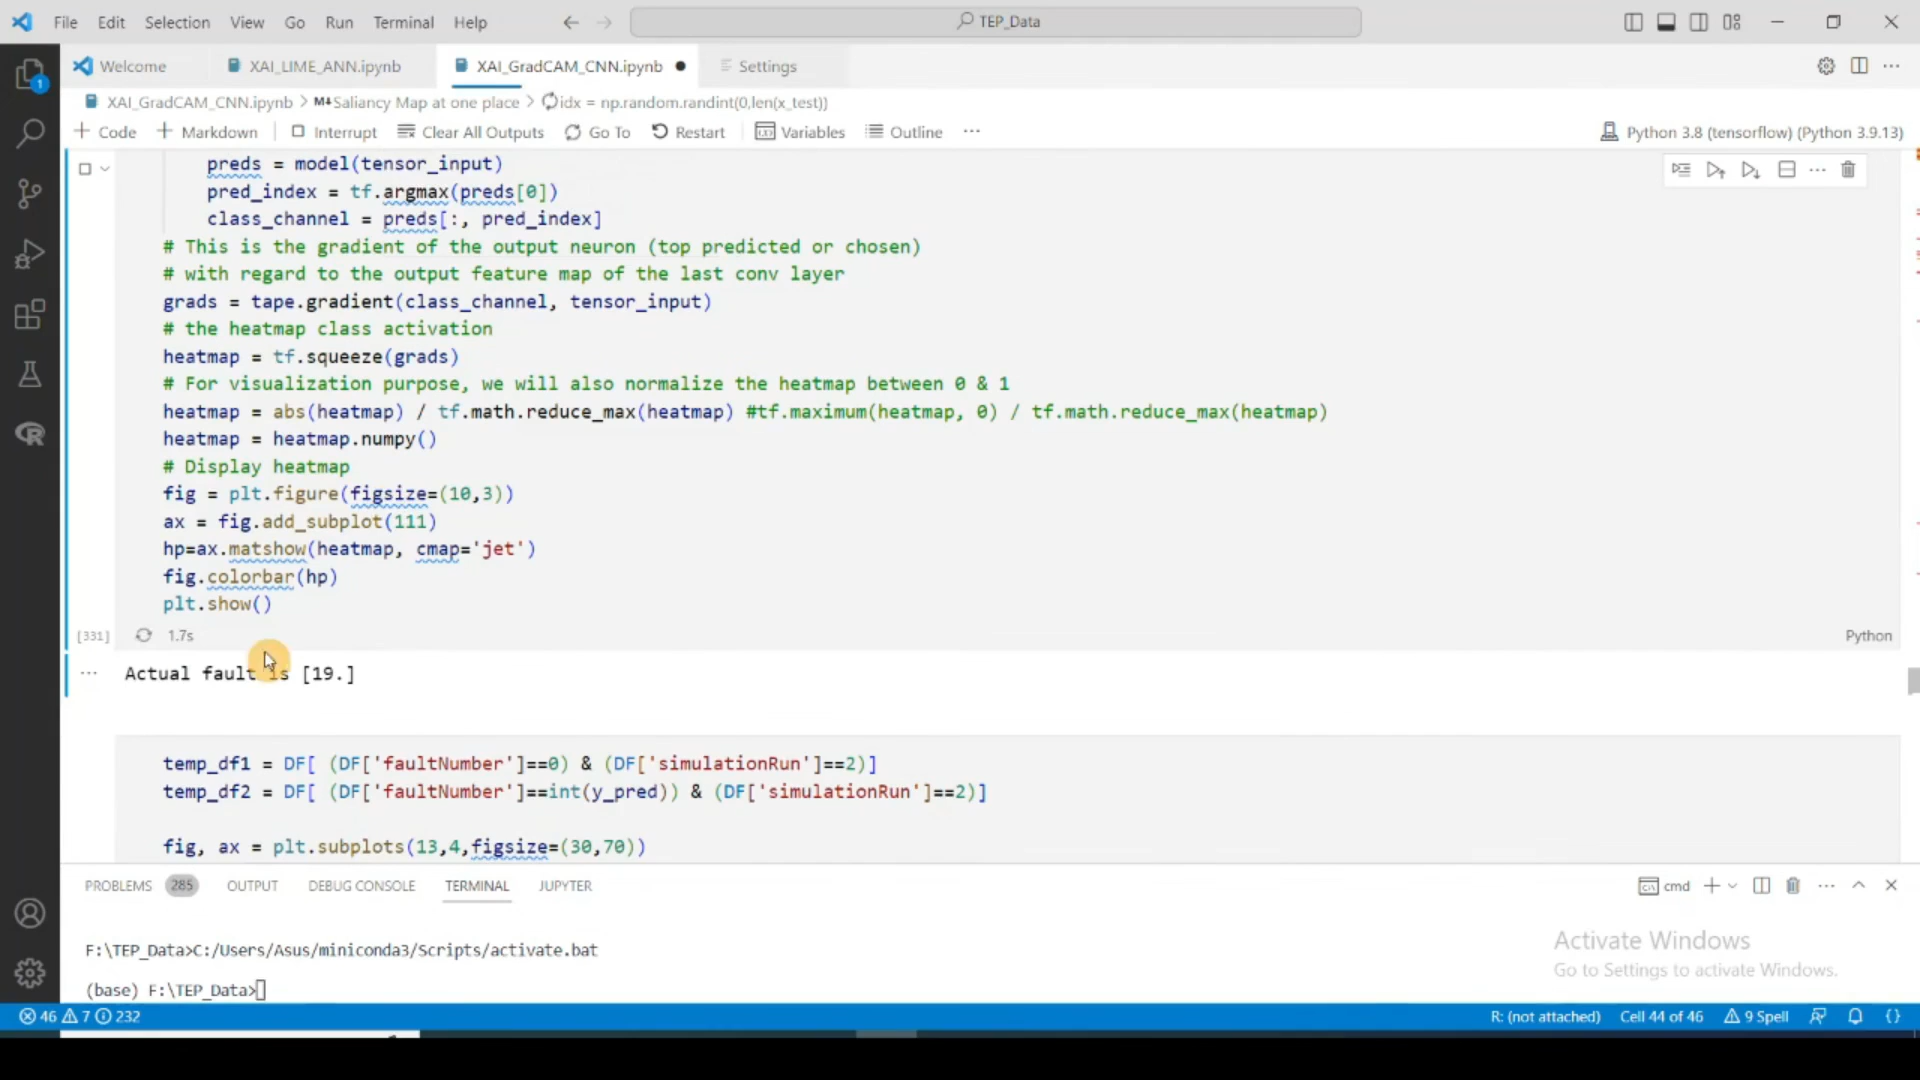 File Edit Selection View Go Run Terminal Help
TEP_Data
Welcome
XAI_LIME_ANN.ipynb
XAI_GradCAM_CNN.ipynb
Settings
XAI_GradCAM_CNN.ipynb > M↓Saliancy Map at one place > idx = np.random.randint(0,len(x_test))
+ Code + Markdown Interrupt Clear All Outputs Go To Restart Variables Outline ...
Python 3.8 (tensorflow) (Python 3.9.13)
preds = model(tensor_input)
pred_index = tf.argmax(preds[0])
class_channel = preds[:, pred_index]
# This is the gradient of the output neuron (top predicted or chosen)
# with regard to the output feature map of the last conv layer
grads = tape.gradient(class_channel, tensor_input)
# the heatmap class activation
heatmap = tf.squeeze(grads)
# For visualization purpose, we will also normalize the heatmap between 0 & 1
heatmap = abs(heatmap) / tf.math.reduce_max(heatmap) #tf.maximum(heatmap, 0) / tf.math.reduce_max(heatmap)
heatmap = heatmap.numpy()
# Display heatmap
fig = plt.figure(figsize=(10,3))
ax = fig.add_subplot(111)
hp=ax.matshow(heatmap, cmap='jet')
fig.colorbar(hp)
plt.show()
[331] 1.7s
Python
... Actual fault is [19.]
temp_df1 = DF[ (DF['faultNumber']==0) & (DF['simulationRun']==2)]
temp_df2 = DF[ (DF['faultNumber']==int(y_pred)) & (DF['simulationRun']==2)]
fig, ax = plt.subplots(13,4,figsize=(30,70))
PROBLEMS 285 OUTPUT DEBUG CONSOLE TERMINAL JUPYTER
cmd
F:\TEP_Data>C:/Users/Asus/miniconda3/Scripts/activate.bat
(base) F:\TEP_Data>
Activate Windows
Go to Settings to activate Windows.
46 7 232
R: (not attached) Cell 44 of 46 9 Spell